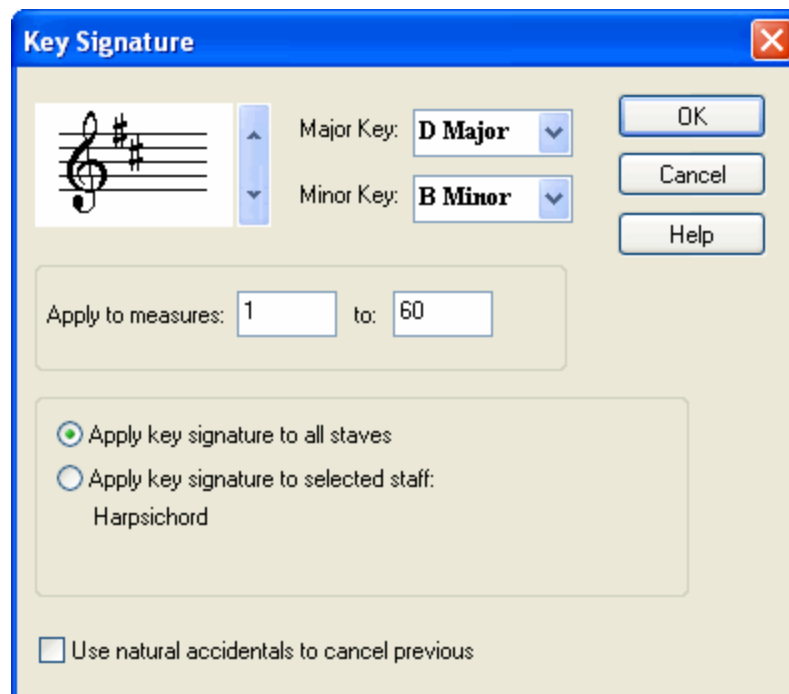 Key Signature
Major Key: D Major
OK
Minor Key: B Minor
Cancel
Help
Apply to measures: 1 to: 60
Apply key signature to all staves
Apply key signature to selected staff:
Harpsichord
Use natural accidentals to cancel previous